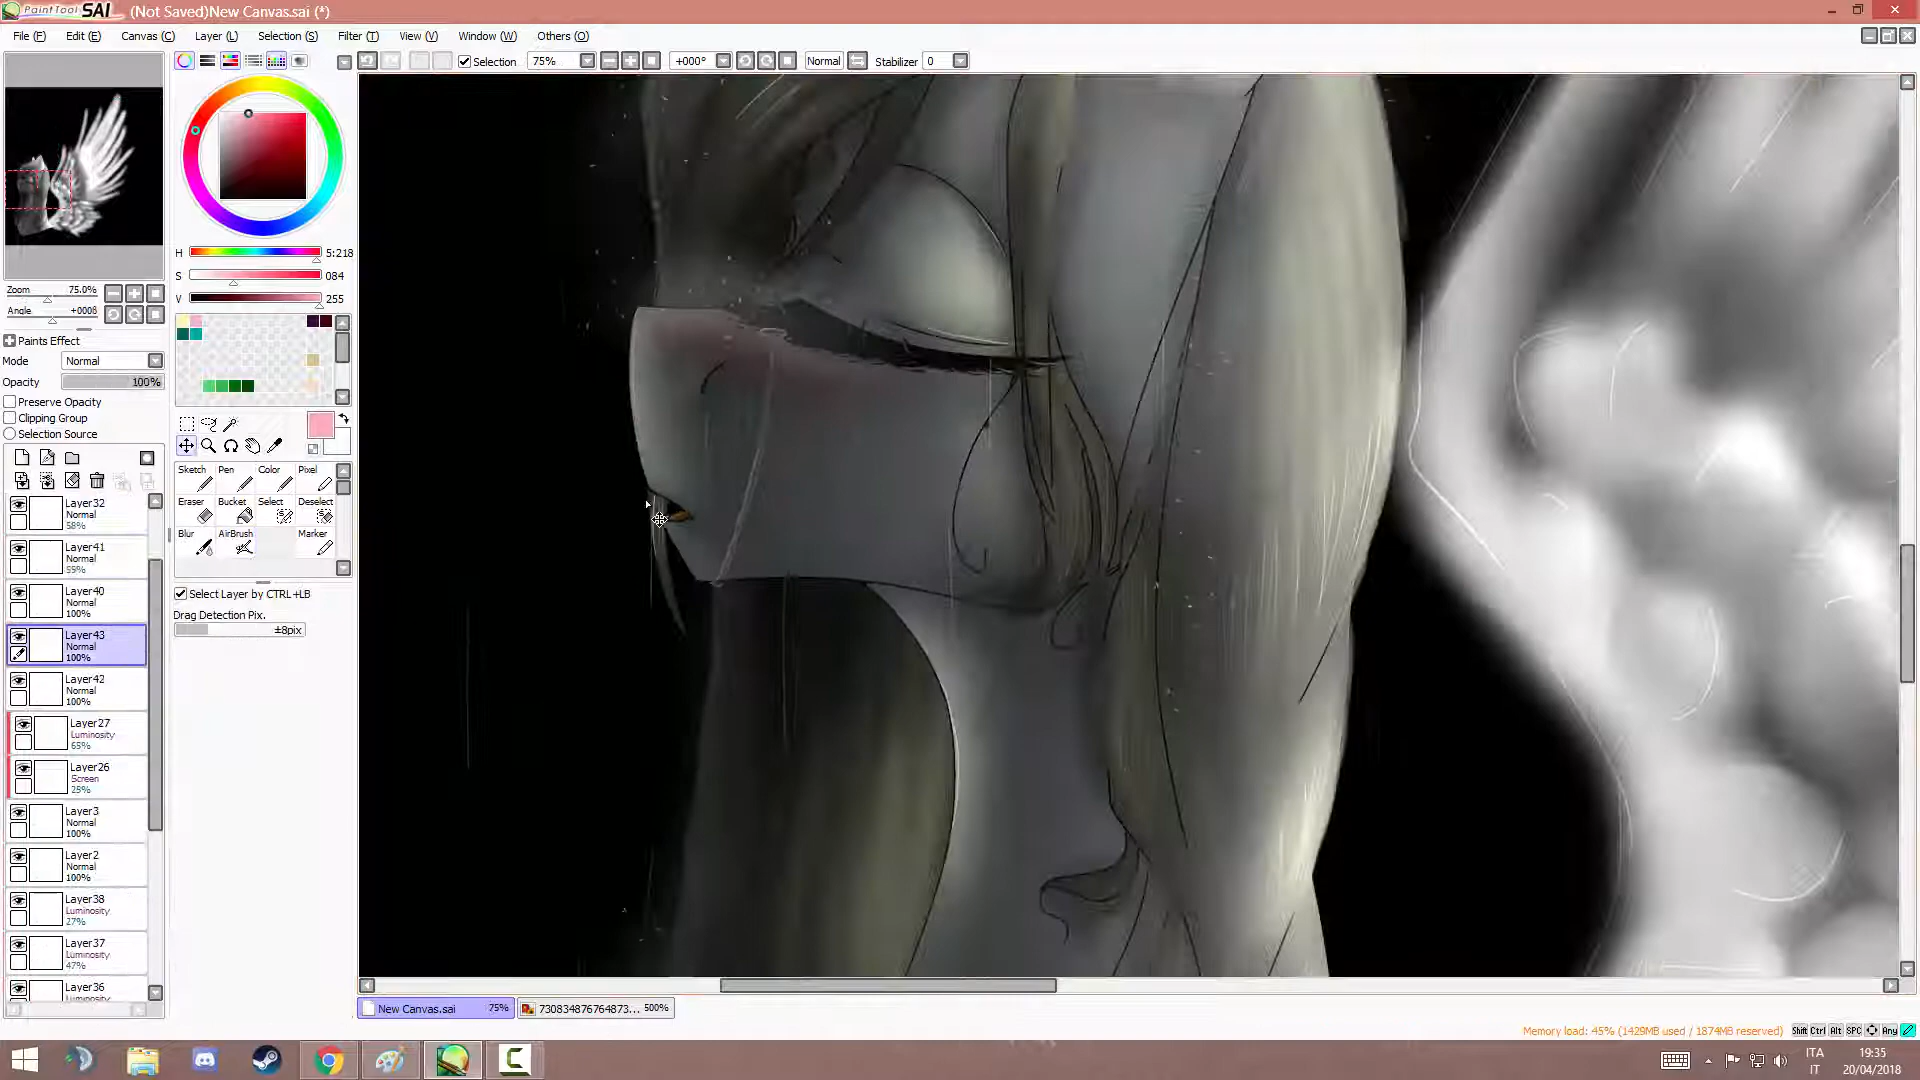 PaintTool SAI (Not Saved)New Canvas.sai (*)
File (F) Edit (E) Canvas (C) Layer (L) Selection (S) Filter (T) View (V) Window (W) Others (O)
Selection 75% +000° Normal Stabilizer 0
H 5:218
S 084
V 255
Zoom 75.0%
Angle +000ß
Paints Effect
Mode Normal
Opacity 100%
Preserve Opacity
Clipping Group
Selection Source
Sketch Pen Color Pixel
Eraser Bucket Select Deselect
Blur AirBrush Marker
Select Layer by CTRL+LB
Drag Detection Pix.
±8pix
Layer32
Normal
58%
Layer41
Normal
55%
Layer40
Normal
100%
Layer43
Normal
100%
Layer42
Normal
100%
Layer27
Luminosity
65%
Layer26
Screen
29%
Layer3
Normal
100%
Layer2
Normal
100%
Layer38
Luminosity
27%
Layer37
Luminosity
47%
Layer36
Luminosity
New Canvas.sai 75% 730834876764873... 500%
Memory load: 45% (1429MB used / 1874MB reserved) Shift Ctrl Alt SPC Any
ITA
IT
19:35
20/04/2018